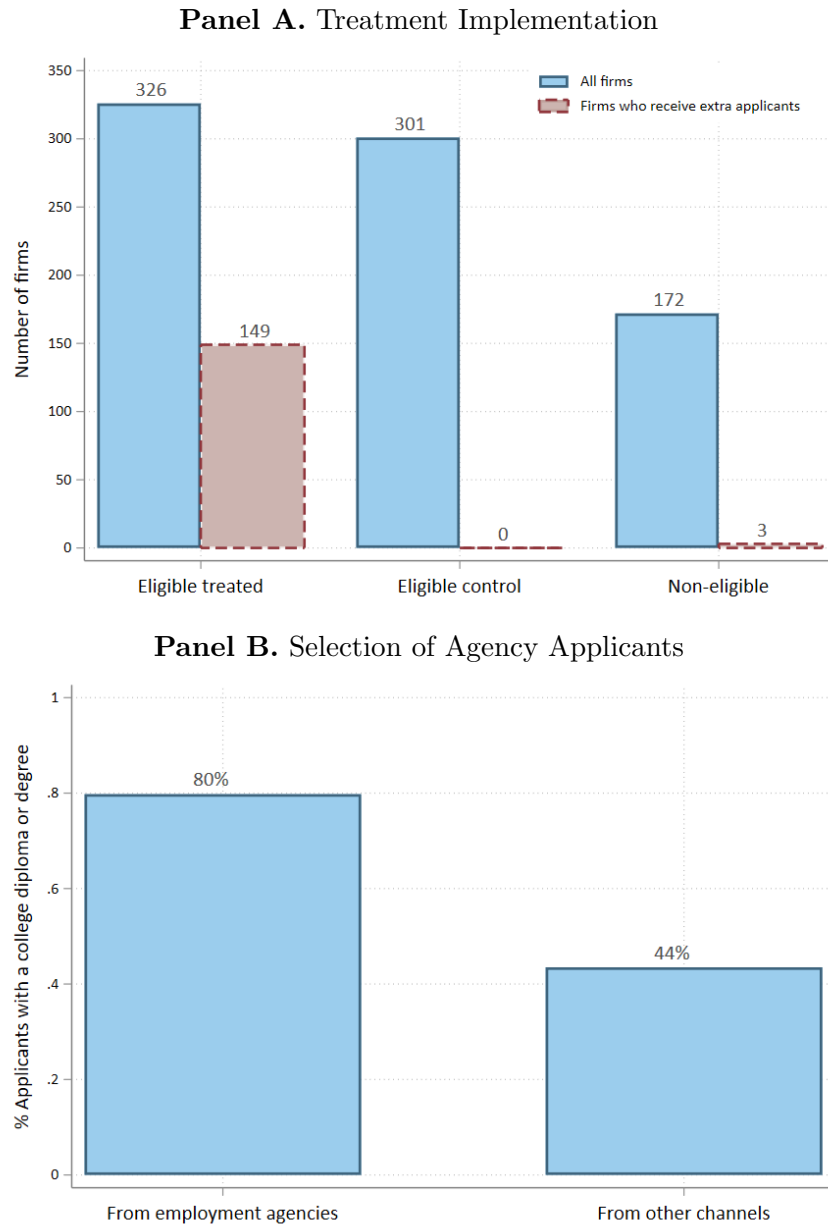 Panel A. Treatment Implementation
350
300
250
200
150
100
50
0
Number of firms
326
149
301
0
172
3
All firms
Firms who receive extra applicants
Eligible treated
Eligible control
Non-eligible
Panel B. Selection of Agency Applicants
1
.8
.6
.4
.2
0
% Applicants with a college diploma or degree
80%
44%
From employment agencies
From other channels